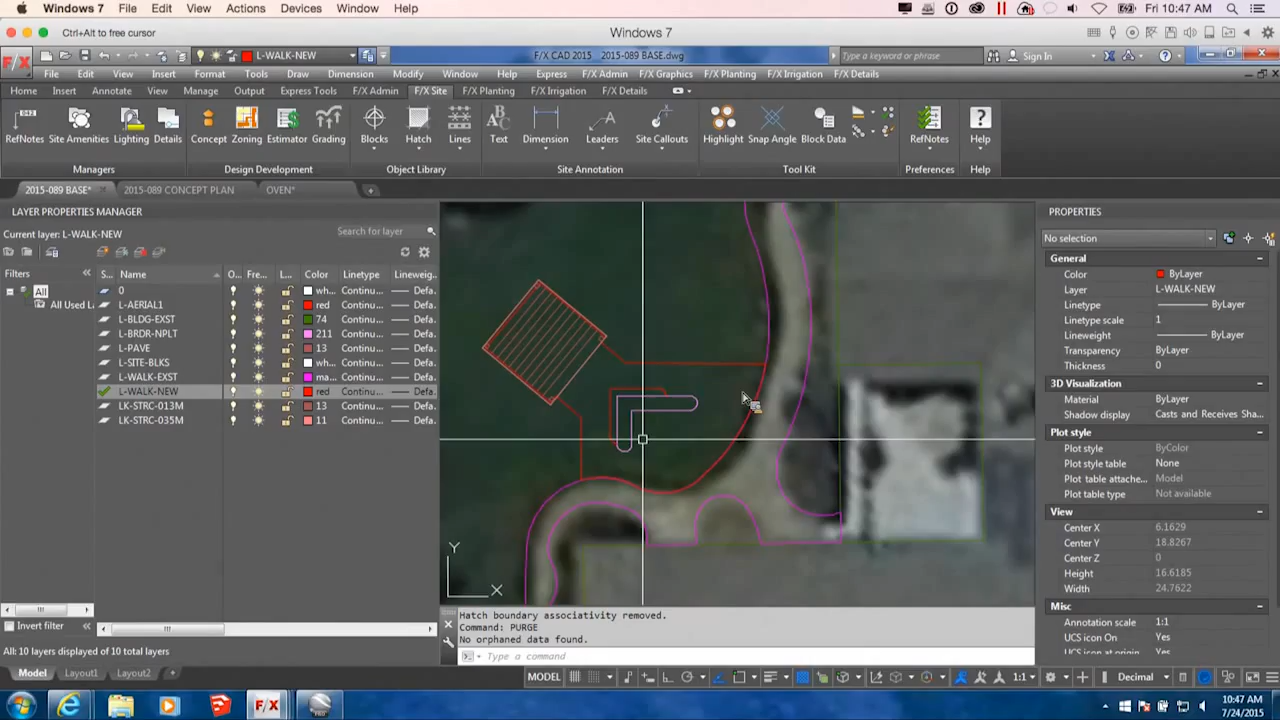 Windows 7 File Edit View Actions Devices Window Help Fri 10:47 AM
Ctrl+Alt to free cursor Windows 7
F/X L-WALK-NEW F/X CAD 2015 2015-089 BASE.dwg Type a keyword or phrase Sign In
File Edit View Insert Format Tools Draw Dimension Modify Window Help Express F/X Admin F/X Graphics F/X Planting F/X Irrigation F/X Details
Home Insert Annotate View Manage Output Express Tools F/X Admin F/X Site F/X Planting F/X Irrigation F/X Details
RefNotes Site Amenities Lighting Details Concept Zoning Estimator Grading Blocks Hatch Lines Text Dimension Leaders Site Callouts Highlight Snap Angle Block Data RefNotes Help
Managers Design Development Object Library Site Annotation Tool Kit Preferences Help
2015-089 BASE* 2015-089 CONCEPT PLAN OVEN*
LAYER PROPERTIES MANAGER
Current layer: L-WALK-NEW Search for layer
Filters
All
All Used La
S... Name O... Fre... L... Color Linetype Lineweig...
0 wh... Continu... Defa.
L-AERIAL1 red Continu... Defa.
L-BLDG-EXST 74 Continu... Defa.
L-BRDR-NPLT 211 Continu... Defa.
L-PAVE 13 Continu... Defa.
L-SITE-BLKS wh... Continu... Defa.
L-WALK-EXST ma... Continu... Defa.
L-WALK-NEW red Continu... Defa.
LK-STRC-013M 13 Continu... Defa.
LK-STRC-035M 11 Continu... Defa.
Invert filter
All: 10 layers displayed of 10 total layers
Y
X
Hatch boundary associativity removed.
Command: PURGE
No orphaned data found.
Type a command
PROPERTIES
No selection
General
Color ByLayer
Layer L-WALK-NEW
Linetype ByLayer
Linetype scale 1
Lineweight ByLayer
Transparency ByLayer
Thickness 0
3D Visualization
Material ByLayer
Shadow display Casts and Receives Sha...
Plot style
Plot style ByColor
Plot style table None
Plot table attache... Model
Plot table type Not available
View
Center X 6.1629
Center Y 18.8267
Center Z 0
Height 16.6185
Width 24.7622
Misc
Annotation scale 1:1
UCS icon On Yes
UCS icon at origin Yes
Model Layout1 Layout2 +
MODEL 1:1 Decimal
F/X
10:47 AM
7/24/2015